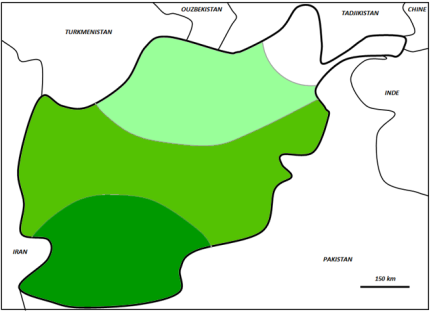 OUZBEKISTAN
TADJIKISTAN
CHINE
TURKMENISTAN
INDE
IRAN
PAKISTAN
150 km